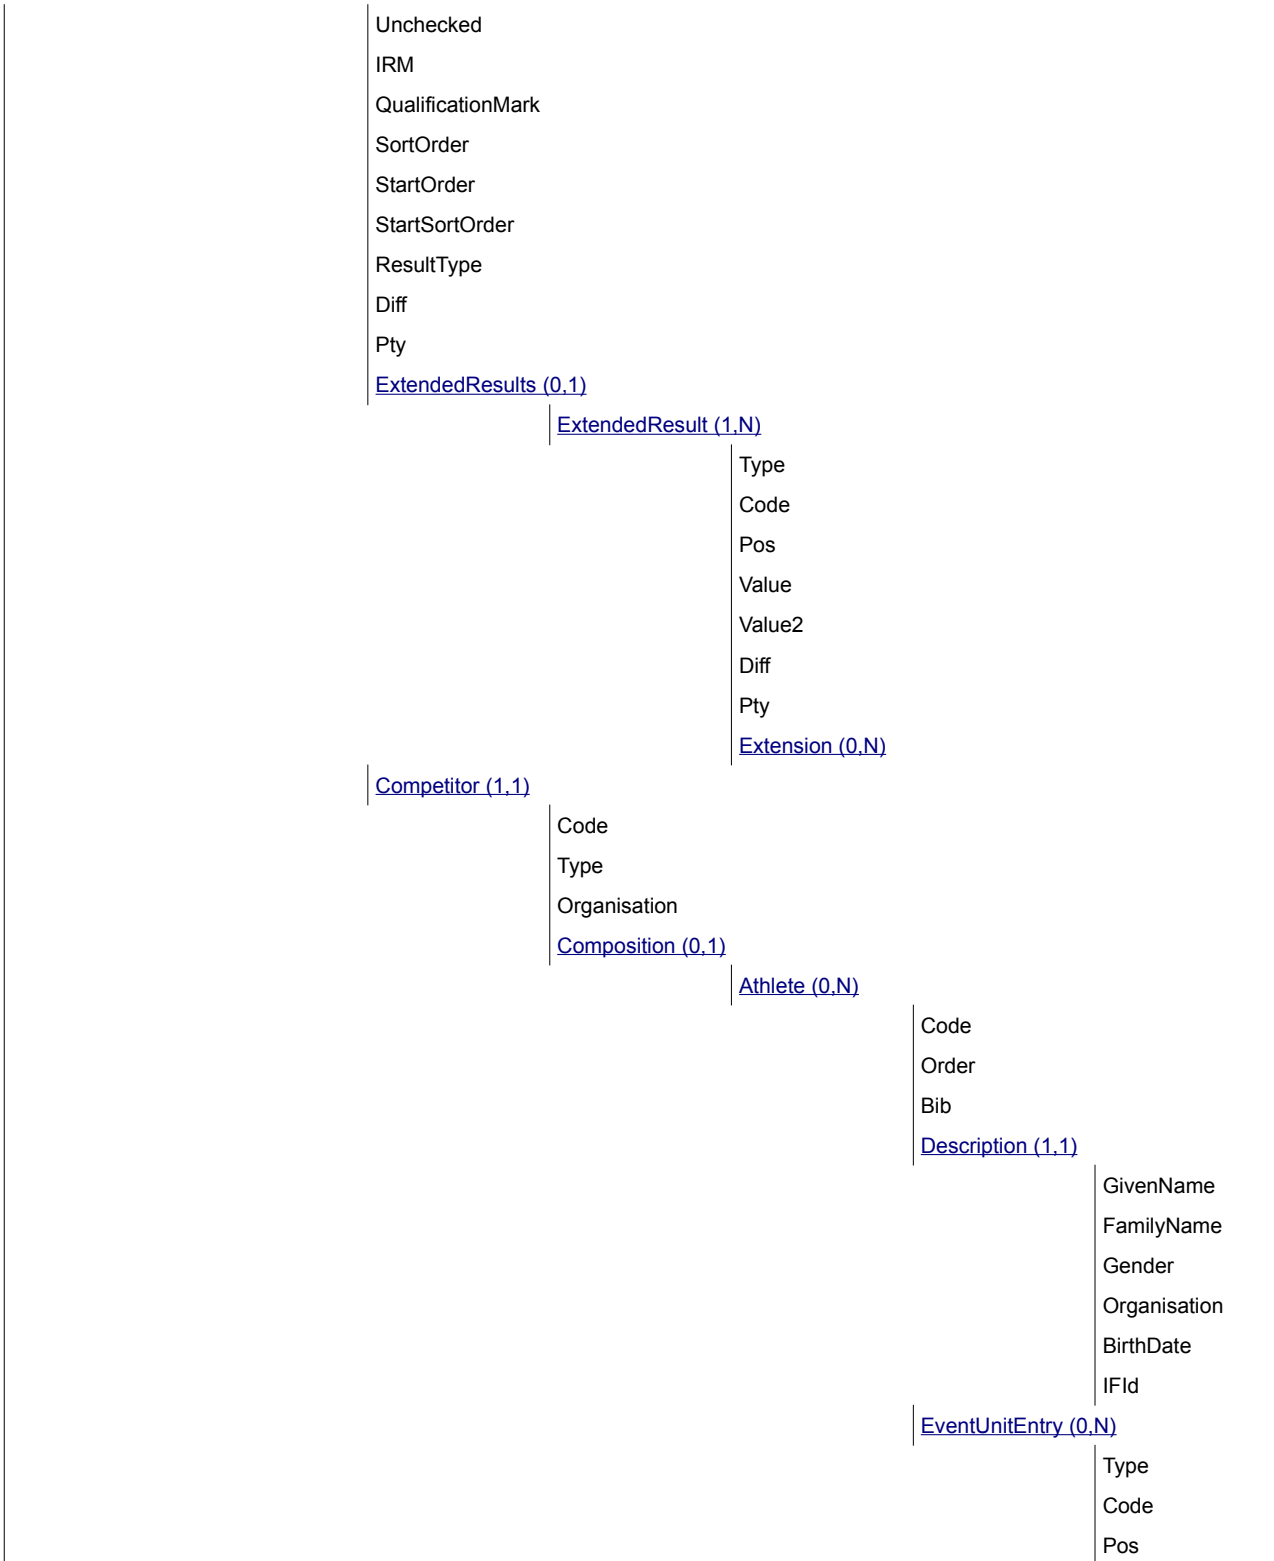 Unchecked
IRM
QualificationMark
SortOrder
StartOrder
StartSortOrder
ResultType
Diff
Pty
ExtendedResults (0,1)
ExtendedResult (1,N)
Type
Code
Pos
Value
Value2
Diff
Pty
Extension (0,N)
Competitor (1,1)
Code
Type
Organisation
Composition (0,1)
Athlete (0,N)
Code
Order
Bib
Description (1,1)
GivenName
FamilyName
Gender
Organisation
BirthDate
IFId
EventUnitEntry (0,N)
Type
Code
Pos